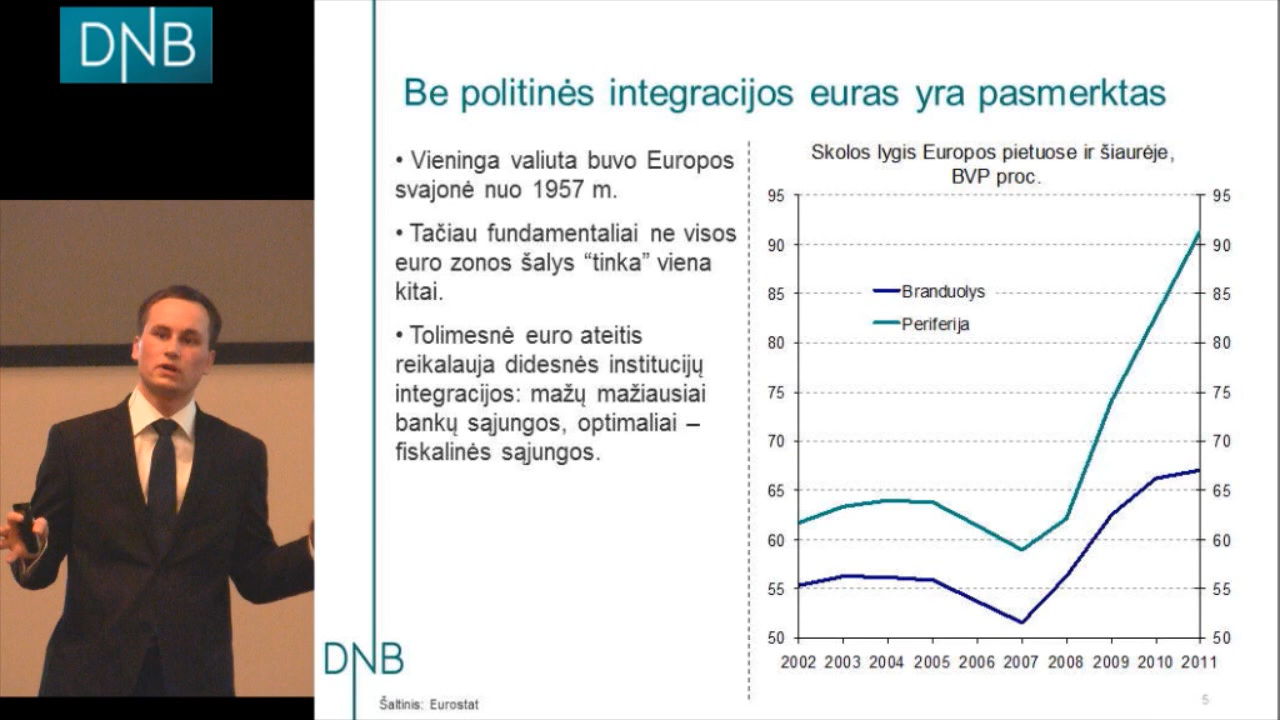 DNB
Be politinės integracijos euras yra pasmerktas
• Vieninga valiuta buvo Europos
svajonė nuo 1957 m.
• Tačiau fundamentaliai ne visos
euro zonos šalys “tinka” viena
kitai.
• Tolimesnė euro ateitis
reikalauja didesnės institucijų
integracijos: mažų mažiausiai
bankų sąjungos, optimaliai –
fiskalinės sąjungos.
Skolos lygis Europos pietuose ir šiaurėje,
BVP proc.
95 95
90 90
85 85
80 80
75 75
70 70
65 65
60 60
55 55
50 50
Branduolys
Periferija
2002 2003 2004 2005 2006 2007 2008 2009 2010 2011
DNB
Šaltinis: Eurostat
5